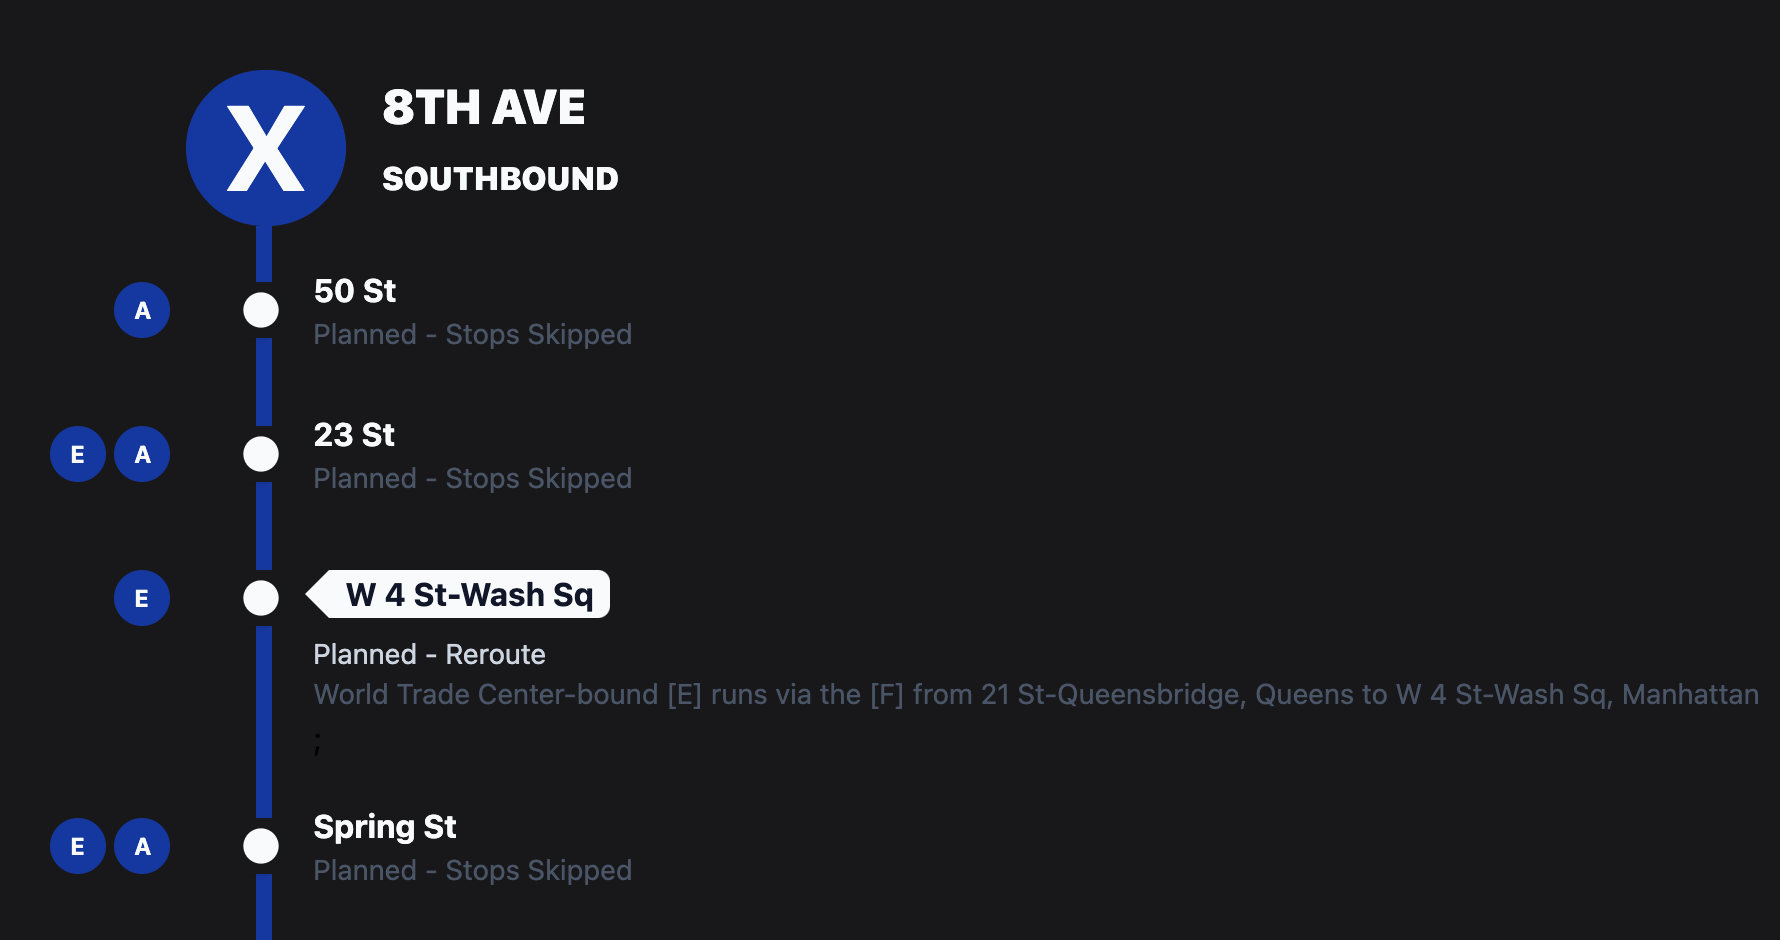 X
8TH AVE
SOUTHBOUND
A
50 St
Planned - Stops Skipped
E A
23 St
Planned - Stops Skipped
E
W 4 St-Wash Sq
Planned - Reroute
World Trade Center-bound [E] runs via the [F] from 21 St-Queensbridge, Queens to W 4 St-Wash Sq, Manhattan
;
E A
Spring St
Planned - Stops Skipped